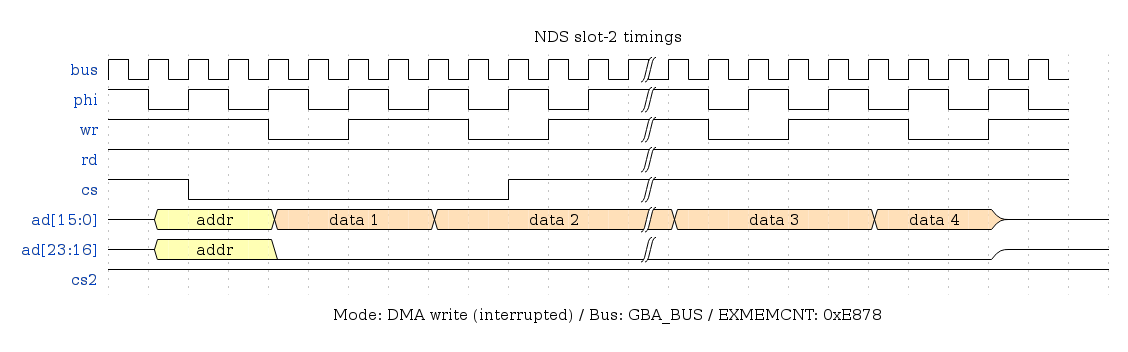 NDS slot-2 timings
bus
phi
wr
rd
cs
ad[15:0] addr data 1 data 2 data 3 data 4
ad[23:16] addr
cs2
Mode: DMA write (interrupted) / Bus: GBA_BUS / EXMEMCNT: 0xE878